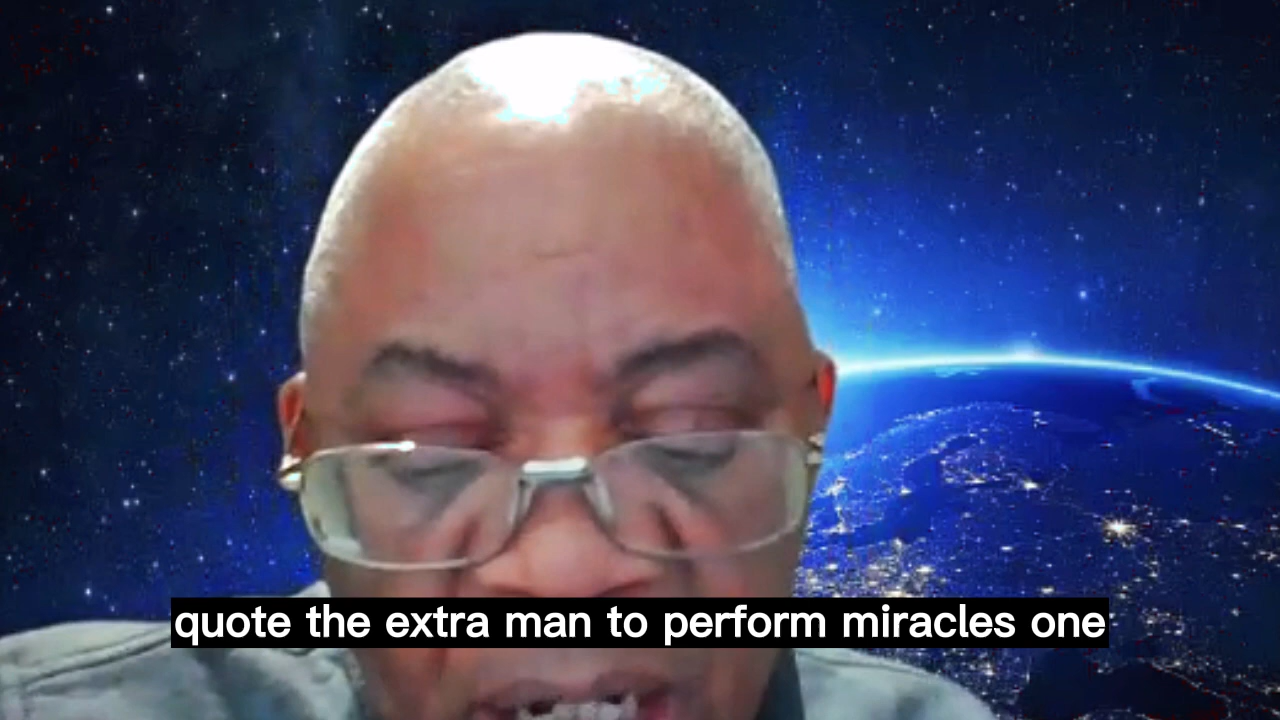 quote the extra man to perform miracles one